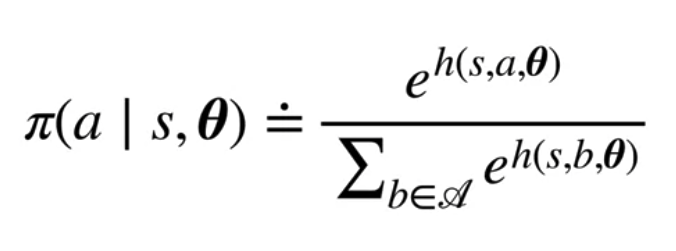 π(a | s, θ) ≐ e^{h(s,a,θ)} / ∑_{b∈𝒜} e^{h(s,b,θ)}